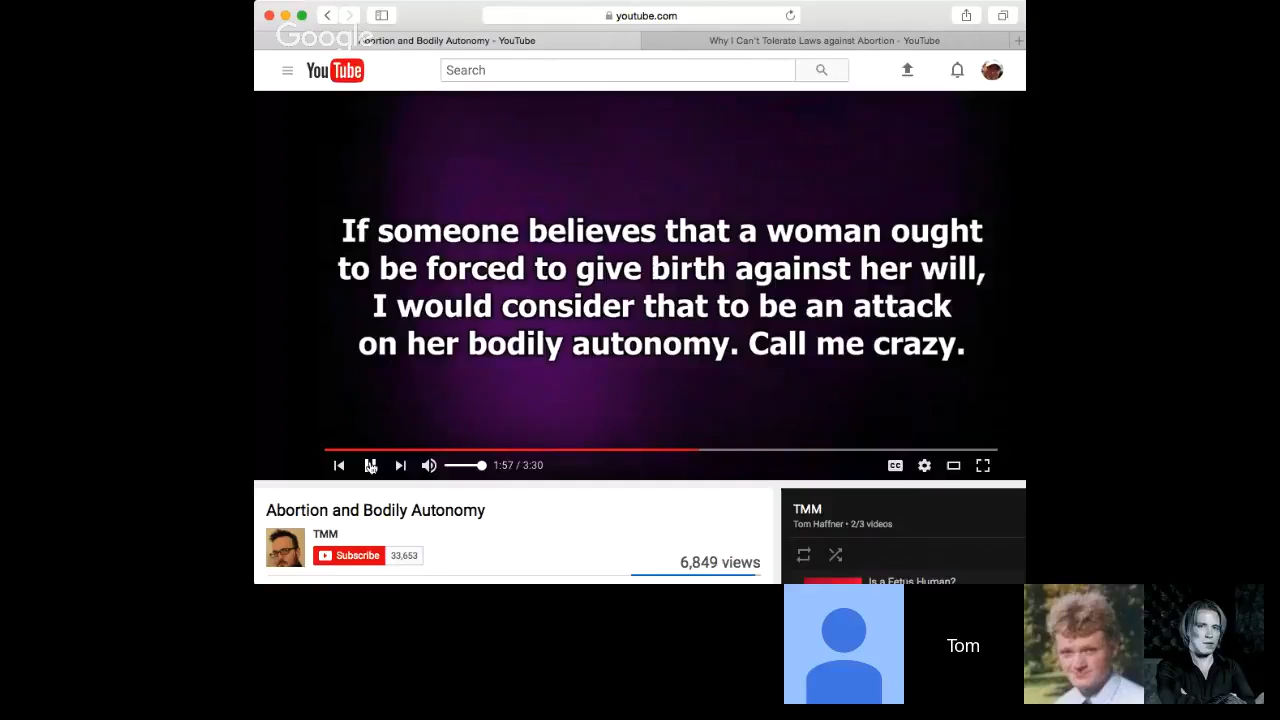 youtube.com
Google
bortion and Bodily Autonomy - YouTube
Why I Can't Tolerate Laws against Abortion - YouTube
YouTube
Search
If someone believes that a woman ought
to be forced to give birth against her will,
I would consider that to be an attack
on her bodily autonomy. Call me crazy.
1:57 / 3:30
CC
Abortion and Bodily Autonomy
TMM
Subscribe 33,653
6,849 views
TMM
Tom Haffner • 2/3 videos
Is a Fetus Human?
Tom